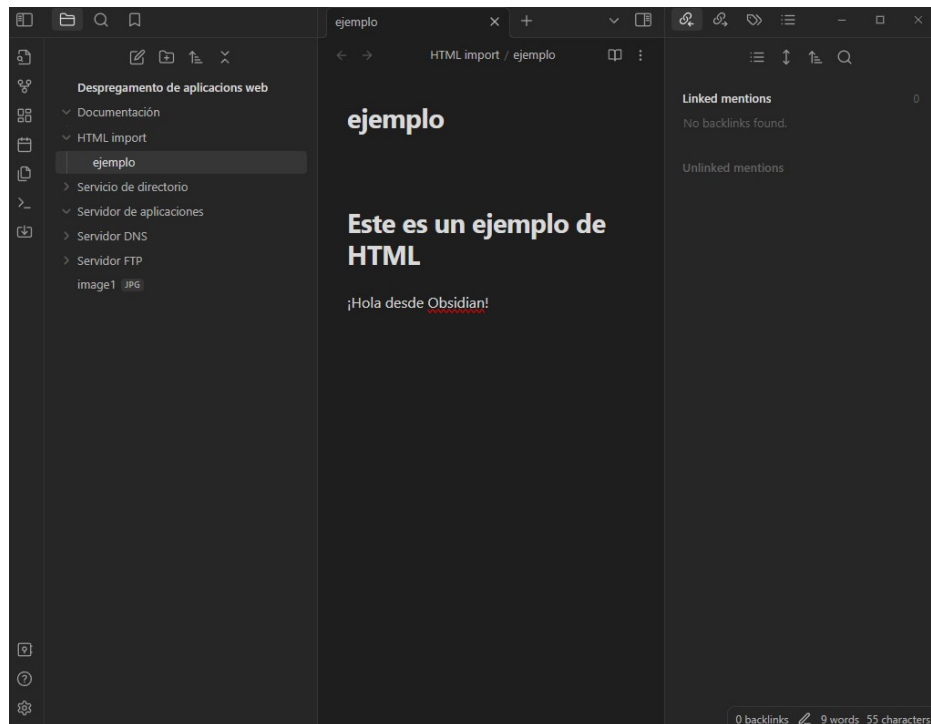 ejemplo
HTML import / ejemplo
Despregamento de aplicacions web
Documentación
HTML import
ejemplo
Servicio de directorio
Servidor de aplicaciones
Servidor DNS
Servidor FTP
image1 JPG
ejemplo
Este es un ejemplo de
HTML
¡Hola desde Obsidian!
Linked mentions 0
No backlinks found.
Unlinked mentions
0 backlinks 9 words 55 characters